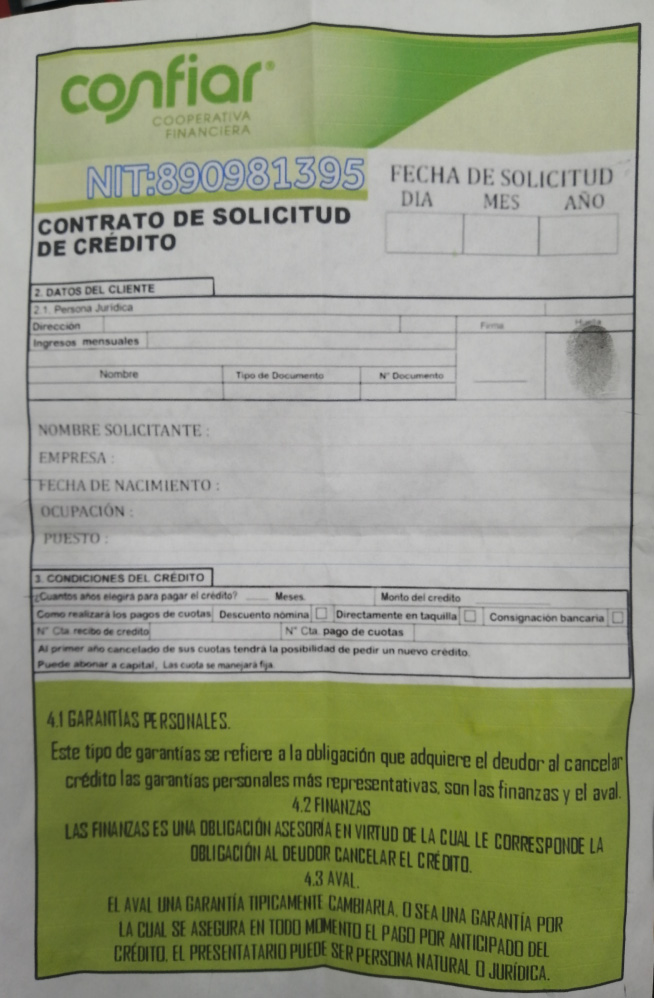 confiar®
COOPERATIVA
FINANCIERA
NIT:890981395
FECHA DE SOLICITUD
DIA MES AÑO
CONTRATO DE SOLICITUD
DE CRÉDITO
2. DATOS DEL CLIENTE
2.1. Persona Jurídica
Dirección
Firma
Huella
Ingresos mensuales
Nombre Tipo de Documento N° Documento
NOMBRE SOLICITANTE :
EMPRESA :
FECHA DE NACIMIENTO :
OCUPACIÓN :
PUESTO :
3. CONDICIONES DEL CRÉDITO
¿Cuantos años elegira para pagar el crédito? ____ Meses. Monto del credito ____
Como realizará los pagos de cuotas Descuento nómina Directamente en taquilla Consignación bancaria
N° Cta. recibo de credito N° Cta. pago de cuotas
Al primer año cancelado de sus cuotas tendrá la posibilidad de pedir un nuevo crédito.
Puede abonar a capital. Las cuota se manejará fija.
4.1 GARANTÍAS PERSONALES.
Este tipo de garantías se refiere a la obligación que adquiere el deudor al cancelar
crédito las garantías personales más representativas, son las finanzas y el aval.
4.2 FINANZAS
LAS FINANZAS ES UNA OBLIGACIÓN ASESORÍA EN VIRTUD DE LA CUAL LE CORRESPONDE LA
OBLIGACIÓN AL DEUDOR CANCELAR EL CRÉDITO.
4.3 AVAL.
EL AVAL UNA GARANTÍA TIPICAMENTE CAMBIARLA, O SEA UNA GARANTÍA POR
LA CUAL SE ASEGURA EN TODO MOMENTO EL PAGO POR ANTICIPADO DEL
CRÉDITO, EL PRESENTATARIO PUEDE SER PERSONA NATURAL O JURÍDICA.